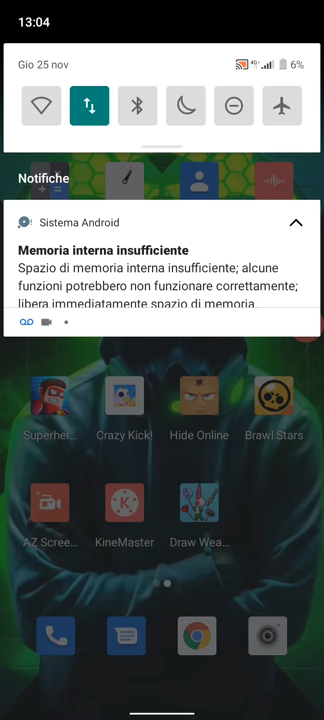 13:04
Gio 25 nov
4G+
6%
Notifiche
Sistema Android
Memoria interna insufficiente
Spazio di memoria interna insufficiente; alcune
funzioni potrebbero non funzionare correttamente;
libera immediatamente spazio di memoria.
Superher...
Crazy Kick!
Hide Online
Brawl Stars
AZ Scree...
KineMaster
Draw Wea...